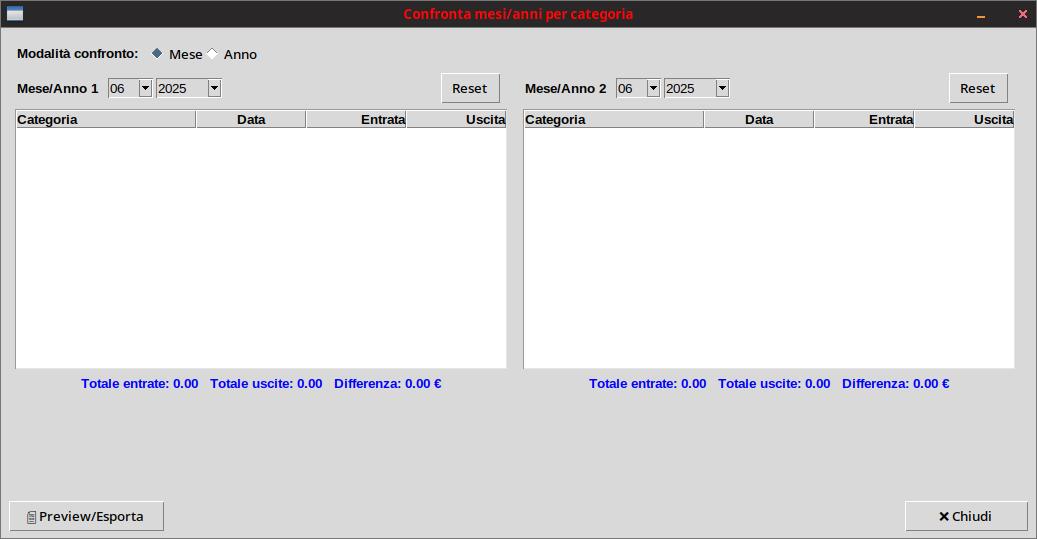 Confronta mesi/anni per categoria
Modalità confronto: Mese Anno
Mese/Anno 1 06 2025 Reset Mese/Anno 2 06 2025 Reset
Categoria Data Entrata Uscita Categoria Data Entrata Uscita
Totale entrate: 0.00 Totale uscite: 0.00 Differenza: 0.00 € Totale entrate: 0.00 Totale uscite: 0.00 Differenza: 0.00 €
Preview/Esporta Chiudi